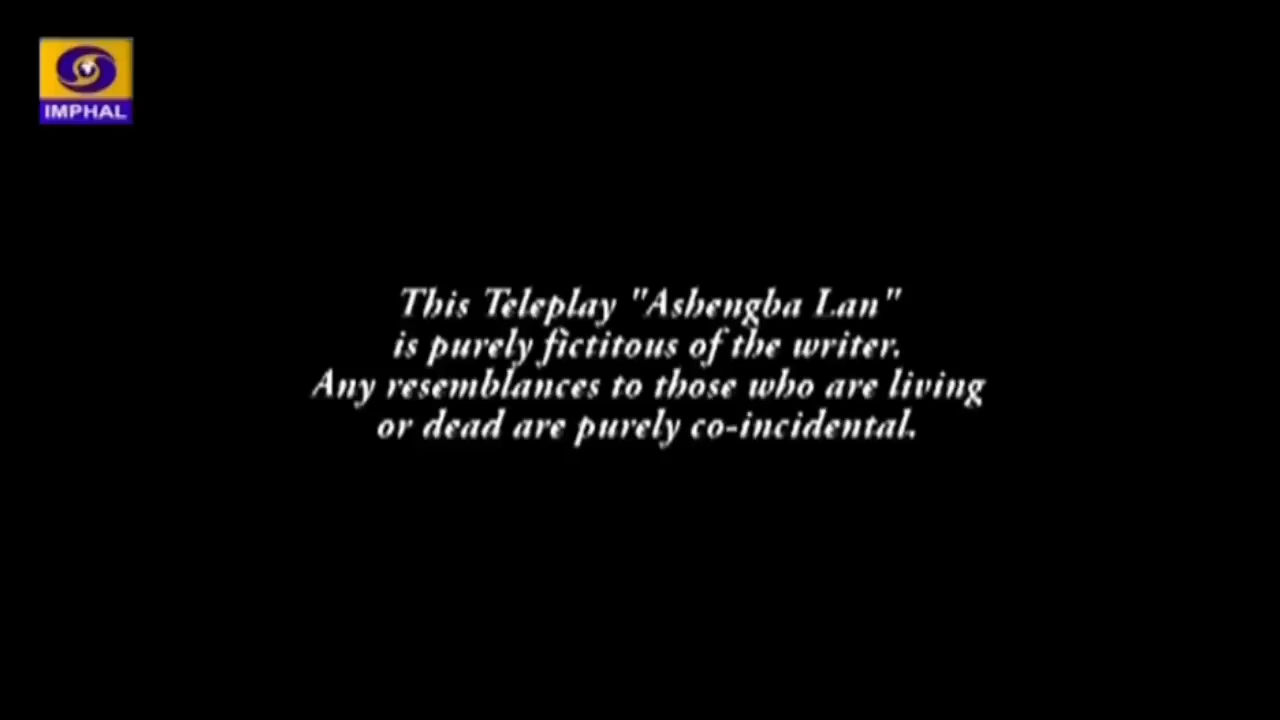 IMPHAL
This Teleplay "Ashengba Lan"
is purely fictitous of the writer.
Any resemblances to those who are living
or dead are purely co-incidental.